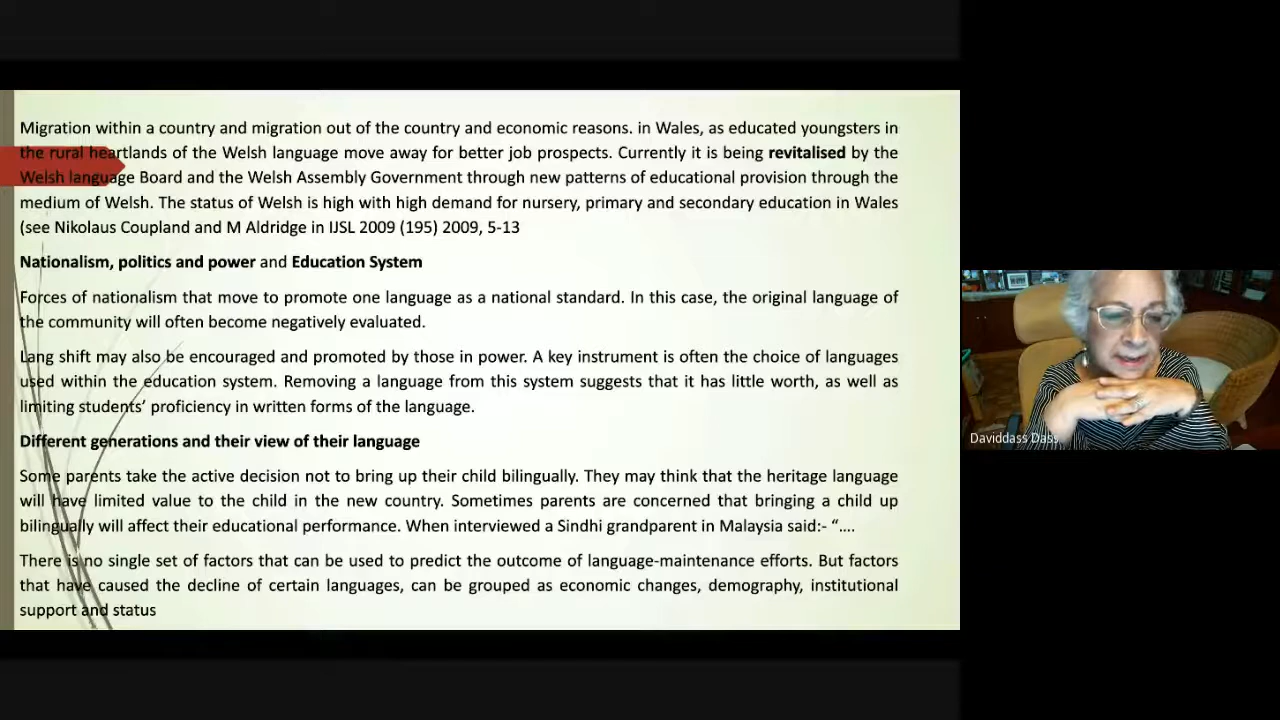 Migration within a country and migration out of the country and economic reasons. in Wales, as educated youngsters in
the rural heartlands of the Welsh language move away for better job prospects. Currently it is being revitalised by the
Welsh language Board and the Welsh Assembly Government through new patterns of educational provision through the
medium of Welsh. The status of Welsh is high with high demand for nursery, primary and secondary education in Wales
(see Nikolaus Coupland and M Aldridge in IJSL 2009 (195) 2009, 5-13
Nationalism, politics and power and Education System
Forces of nationalism that move to promote one language as a national standard. In this case, the original language of
the community will often become negatively evaluated.
Lang shift may also be encouraged and promoted by those in power. A key instrument is often the choice of languages
used within the education system. Removing a language from this system suggests that it has little worth, as well as
limiting students’ proficiency in written forms of the language.
Different generations and their view of their language
Some parents take the active decision not to bring up their child bilingually. They may think that the heritage language
will have limited value to the child in the new country. Sometimes parents are concerned that bringing a child up
bilingually will affect their educational performance. When interviewed a Sindhi grandparent in Malaysia said:- “....
There is no single set of factors that can be used to predict the outcome of language-maintenance efforts. But factors
that have caused the decline of certain languages, can be grouped as economic changes, demography, institutional
support and status
Daviddass Dass